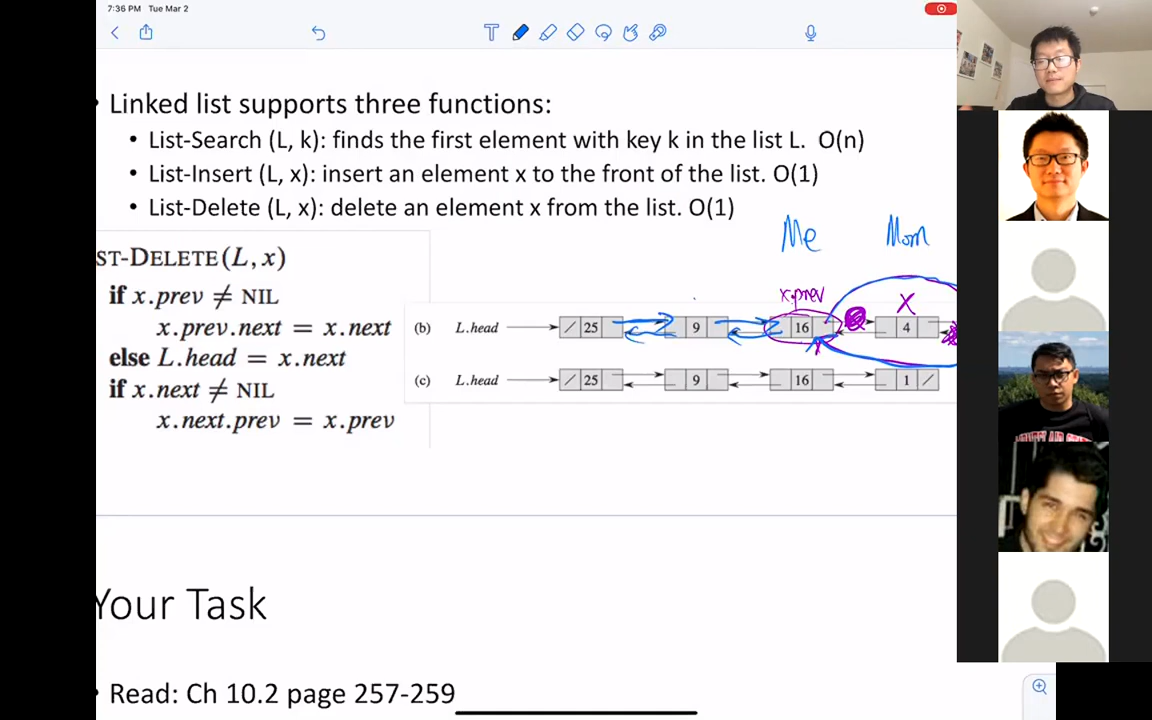 7:36 PM Tue Mar 2
• Linked list supports three functions:
• List-Search (L, k): finds the first element with key k in the list L. O(n)
• List-Insert (L, x): insert an element x to the front of the list. O(1)
• List-Delete (L, x): delete an element x from the list. O(1)
Me Mom
ST-DELETE(L, x)
if x.prev ≠ NIL
x.prev.next = x.next
else L.head = x.next
if x.next ≠ NIL
x.next.prev = x.prev
x.prev X
(b) L.head / 25 9 16 4
(c) L.head / 25 9 16 1 /
Your Task
• Read: Ch 10.2 page 257-259